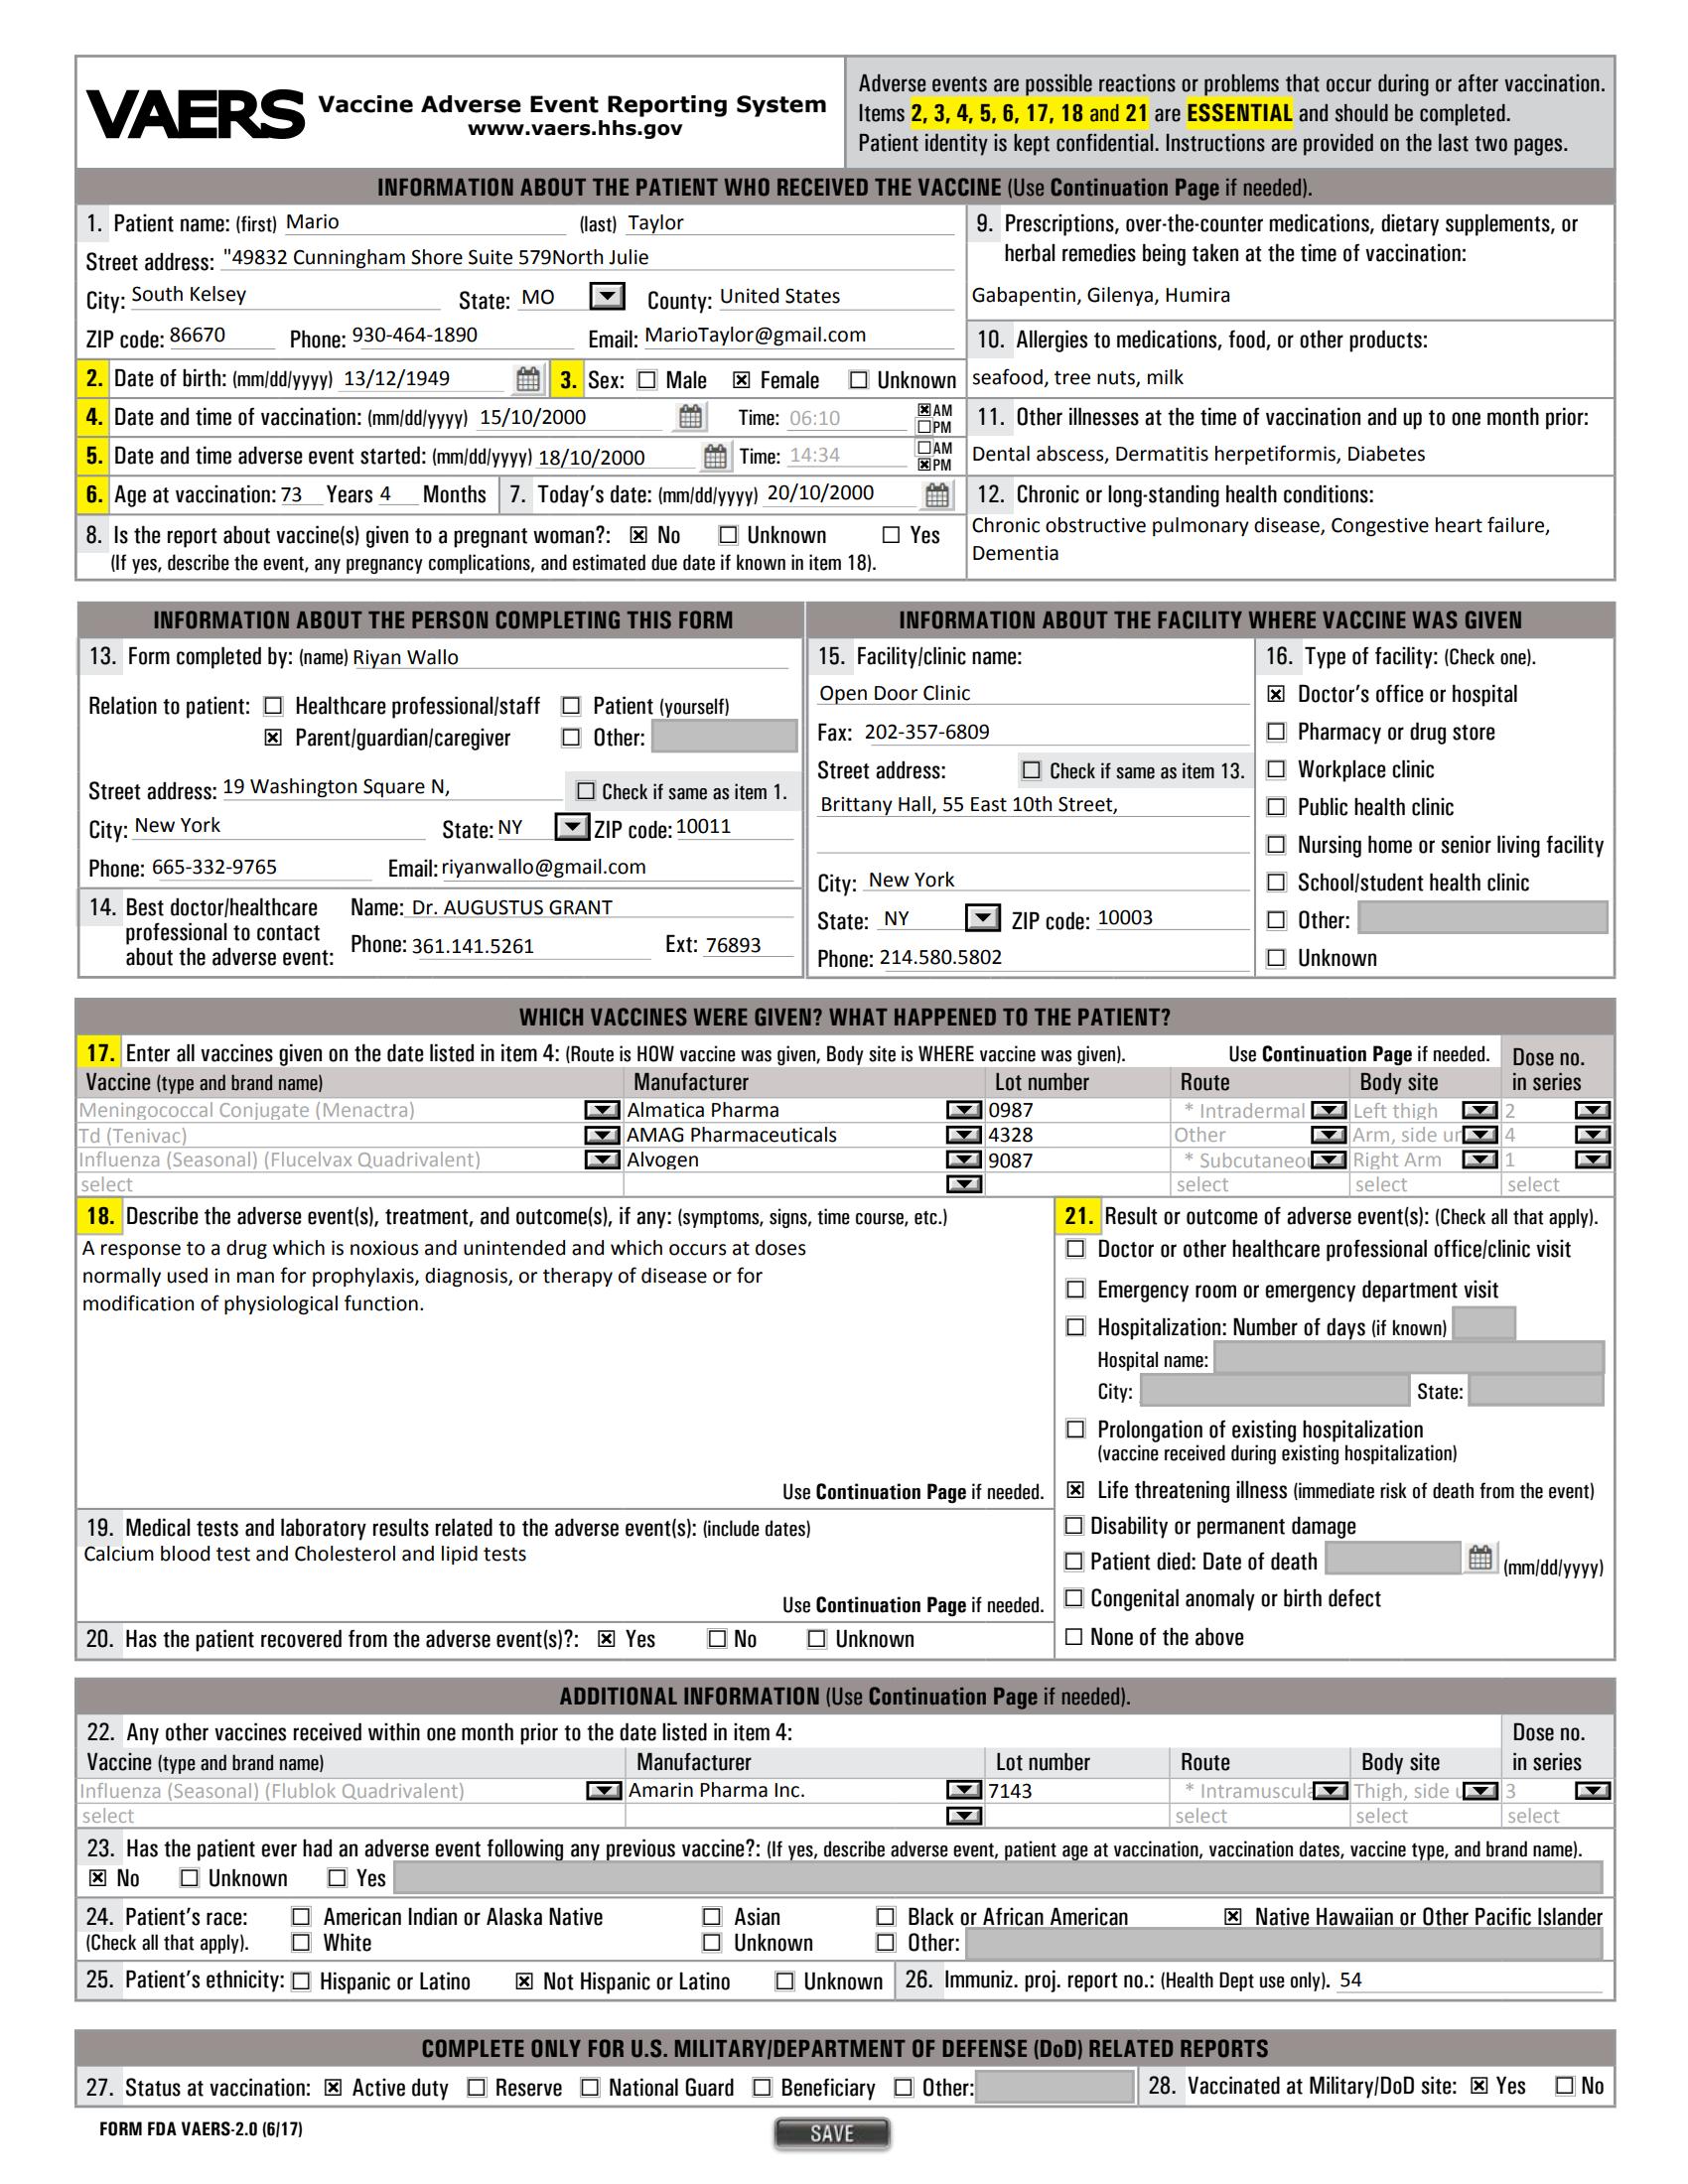 VAERS Vaccine Adverse Event Reporting System
www.vaers.hhs.gov
Adverse events are possible reactions or problems that occur during or after vaccination.
Items 2, 3, 4, 5, 6, 17, 18 and 21 are ESSENTIAL and should be completed.
Patient identity is kept confidential. Instructions are provided on the last two pages.
INFORMATION ABOUT THE PATIENT WHO RECEIVED THE VACCINE (Use Continuation Page if needed).
1. Patient name: (first) Mario (last) Taylor
Street address: "49832 Cunningham Shore Suite 579North Julie
City: South Kelsey State: MO County: United States
ZIP code: 86670 Phone: 930-464-1890 Email: MarioTaylor@gmail.com
2. Date of birth: (mm/dd/yyyy) 13/12/1949 3. Sex: Male Female Unknown
4. Date and time of vaccination: (mm/dd/yyyy) 15/10/2000 Time: 06:10 AM PM
5. Date and time adverse event started: (mm/dd/yyyy) 18/10/2000 Time: 14:34 AM PM
6. Age at vaccination: 73 Years 4 Months 7. Today's date: (mm/dd/yyyy) 20/10/2000
8. Is the report about vaccine(s) given to a pregnant woman?: No Unknown Yes
(If yes, describe the event, any pregnancy complications, and estimated due date if known in item 18).
9. Prescriptions, over-the-counter medications, dietary supplements, or
herbal remedies being taken at the time of vaccination:
Gabapentin, Gilenya, Humira
10. Allergies to medications, food, or other products:
seafood, tree nuts, milk
11. Other illnesses at the time of vaccination and up to one month prior:
Dental abscess, Dermatitis herpetiformis, Diabetes
12. Chronic or long-standing health conditions:
Chronic obstructive pulmonary disease, Congestive heart failure,
Dementia
INFORMATION ABOUT THE PERSON COMPLETING THIS FORM
13. Form completed by: (name) Riyan Wallo
Relation to patient: Healthcare professional/staff Patient (yourself)
Parent/guardian/caregiver Other:
Street address: 19 Washington Square N, Check if same as item 1.
City: New York State: NY ZIP code: 10011
Phone: 665-332-9765 Email: riyanwallo@gmail.com
14. Best doctor/healthcare Name: Dr. AUGUSTUS GRANT
professional to contact
about the adverse event: Phone: 361.141.5261 Ext: 76893
INFORMATION ABOUT THE FACILITY WHERE VACCINE WAS GIVEN
15. Facility/clinic name:
Open Door Clinic
Fax: 202-357-6809
Street address: Check if same as item 13.
Brittany Hall, 55 East 10th Street,
City: New York
State: NY ZIP code: 10003
Phone: 214.580.5802
16. Type of facility: (Check one).
Doctor's office or hospital
Pharmacy or drug store
Workplace clinic
Public health clinic
Nursing home or senior living facility
School/student health clinic
Other:
Unknown
WHICH VACCINES WERE GIVEN? WHAT HAPPENED TO THE PATIENT?
17. Enter all vaccines given on the date listed in item 4: (Route is HOW vaccine was given, Body site is WHERE vaccine was given). Use Continuation Page if needed.
Vaccine (type and brand name) Manufacturer Lot number Route Body site Dose no. in series
Meningococcal Conjugate (Menactra) Almatica Pharma 0987 * Intradermal Left thigh 2
Td (Tenivac) AMAG Pharmaceuticals 4328 Other Arm, side ur 4
Influenza (Seasonal) (Flucelvax Quadrivalent) Alvogen 9087 * Subcutaneo Right Arm 1
select select select select
18. Describe the adverse event(s), treatment, and outcome(s), if any: (symptoms, signs, time course, etc.)
A response to a drug which is noxious and unintended and which occurs at doses
normally used in man for prophylaxis, diagnosis, or therapy of disease or for
modification of physiological function.
Use Continuation Page if needed.
19. Medical tests and laboratory results related to the adverse event(s): (include dates)
Calcium blood test and Cholesterol and lipid tests
Use Continuation Page if needed.
20. Has the patient recovered from the adverse event(s)?: Yes No Unknown
21. Result or outcome of adverse event(s): (Check all that apply).
Doctor or other healthcare professional office/clinic visit
Emergency room or emergency department visit
Hospitalization: Number of days (if known)
Hospital name:
City: State:
Prolongation of existing hospitalization
(vaccine received during existing hospitalization)
Life threatening illness (immediate risk of death from the event)
Disability or permanent damage
Patient died: Date of death (mm/dd/yyyy)
Congenital anomaly or birth defect
None of the above
ADDITIONAL INFORMATION (Use Continuation Page if needed).
22. Any other vaccines received within one month prior to the date listed in item 4:
Vaccine (type and brand name) Manufacturer Lot number Route Body site Dose no. in series
Influenza (Seasonal) (Flublok Quadrivalent) Amarin Pharma Inc. 7143 * Intramuscula Thigh, side u 3
select select select select
23. Has the patient ever had an adverse event following any previous vaccine?: (If yes, describe adverse event, patient age at vaccination, vaccination dates, vaccine type, and brand name).
No Unknown Yes
24. Patient's race: American Indian or Alaska Native Asian Black or African American Native Hawaiian or Other Pacific Islander
(Check all that apply). White Unknown Other:
25. Patient's ethnicity: Hispanic or Latino Not Hispanic or Latino Unknown 26. Immuniz. proj. report no.: (Health Dept use only). 54
COMPLETE ONLY FOR U.S. MILITARY/DEPARTMENT OF DEFENSE (DoD) RELATED REPORTS
27. Status at vaccination: Active duty Reserve National Guard Beneficiary Other: 28. Vaccinated at Military/DoD site: Yes No
FORM FDA VAERS-2.0 (6/17)
SAVE